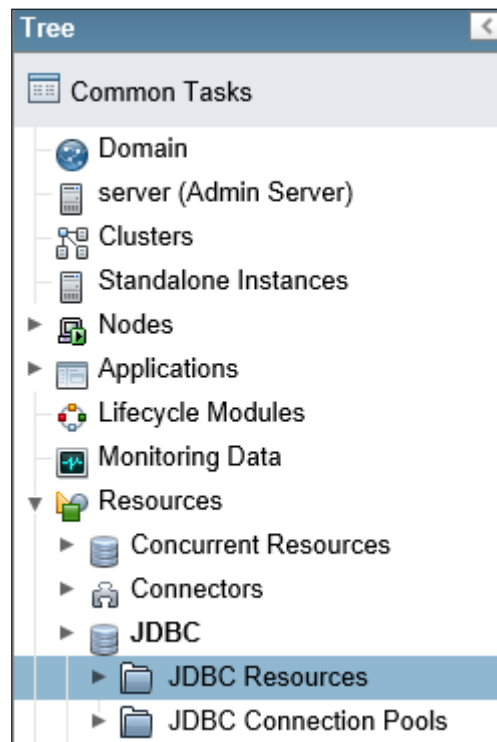 Tree
Common Tasks
Domain
server (Admin Server)
Clusters
Standalone Instances
Nodes
Applications
Lifecycle Modules
Monitoring Data
Resources
Concurrent Resources
Connectors
JDBC
JDBC Resources
JDBC Connection Pools